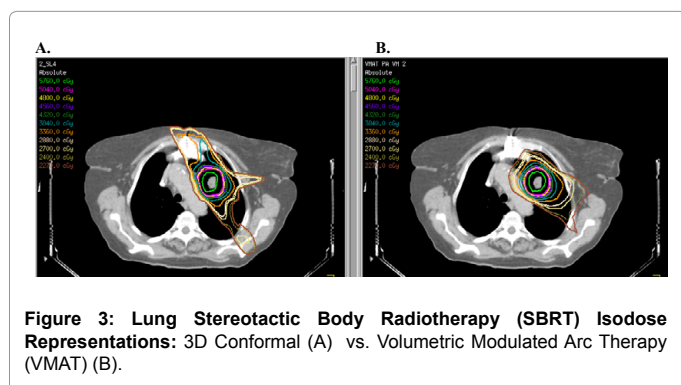 A.
B.
2_SL4
Absolute
5760.0 cGy
5040.0 cGy
4800.0 cGy
4560.0 cGy
4320.0 cGy
3840.0 cGy
3360.0 cGy
2880.0 cGy
2700.0 cGy
2400.0 cGy
VMAT PA VM 2
Absolute
5760.0 cGy
5040.0 cGy
4800.0 cGy
4560.0 cGy
4320.0 cGy
3840.0 cGy
3360.0 cGy
2880.0 cGy
2700.0 cGy
2400.0 cGy
Figure 3: Lung Stereotactic Body Radiotherapy (SBRT) Isodose
Representations: 3D Conformal (A) vs. Volumetric Modulated Arc Therapy
(VMAT) (B).